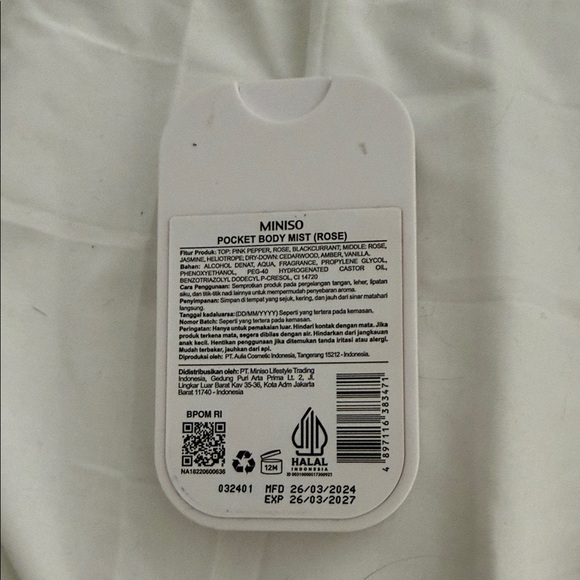 MINISO
POCKET BODY MIST (ROSE)
Fitur Produk: TOP: PINK PEPPER, ROSE, BLACKCURRANT; MIDDLE: ROSE,
JASMINE, HELIOTROPE; DRY-DOWN: CEDARWOOD, AMBER, VANILLA.
Bahan: ALCOHOL DENAT, AQUA, FRAGRANCE, PROPYLENE GLYCOL,
PHENOXYETHANOL, PEG-40 HYDROGENATED CASTOR OIL,
BENZOTRIAZOLYL DODECYL P-CRESOL, CI 14720
Cara Penggunaan: Semprotkan produk pada pergelangan tangan, leher, lipatan
siku, dan titik-titik nadi lainnya untuk mempermudah penyebaran aroma.
Penyimpanan: Simpan di tempat yang sejuk, kering, dan jauh dari sinar matahari
langsung.
Tanggal kadaluarsa: (DD/MM/YYYY) Seperti yang tertera pada kemasan.
Nomor Batch: Seperti yang tertera pada kemasan.
Peringatan: Hanya untuk pemakaian luar. Hindari kontak dengan mata. Jika
produk terkena mata, segera dibilas dengan air. Hindari dari jangkauan
anak kecil. Hentikan penggunaan jika ditemukan tanda iritasi atau alergi.
Mudah terbakar, jauhkan dari api.
Diproduksi oleh: PT. Aulia Cosmetic Indonesia, Tangerang 15122 - Indonesia.
Didistribusikan oleh: PT. Miniso Lifestyle Trading
Indonesia, Gedung Puri Arta Prima Lt. 2, Jl.
Lingkar Luar Barat Kav 35-36, Kota Adm Jakarta
Barat 11740 - Indonesia
BPOM RI
NA18220600636
12M
HALAL
INDONESIA
4 897116 383471
032401 MFD 26/03/2024
EXP 26/03/2027